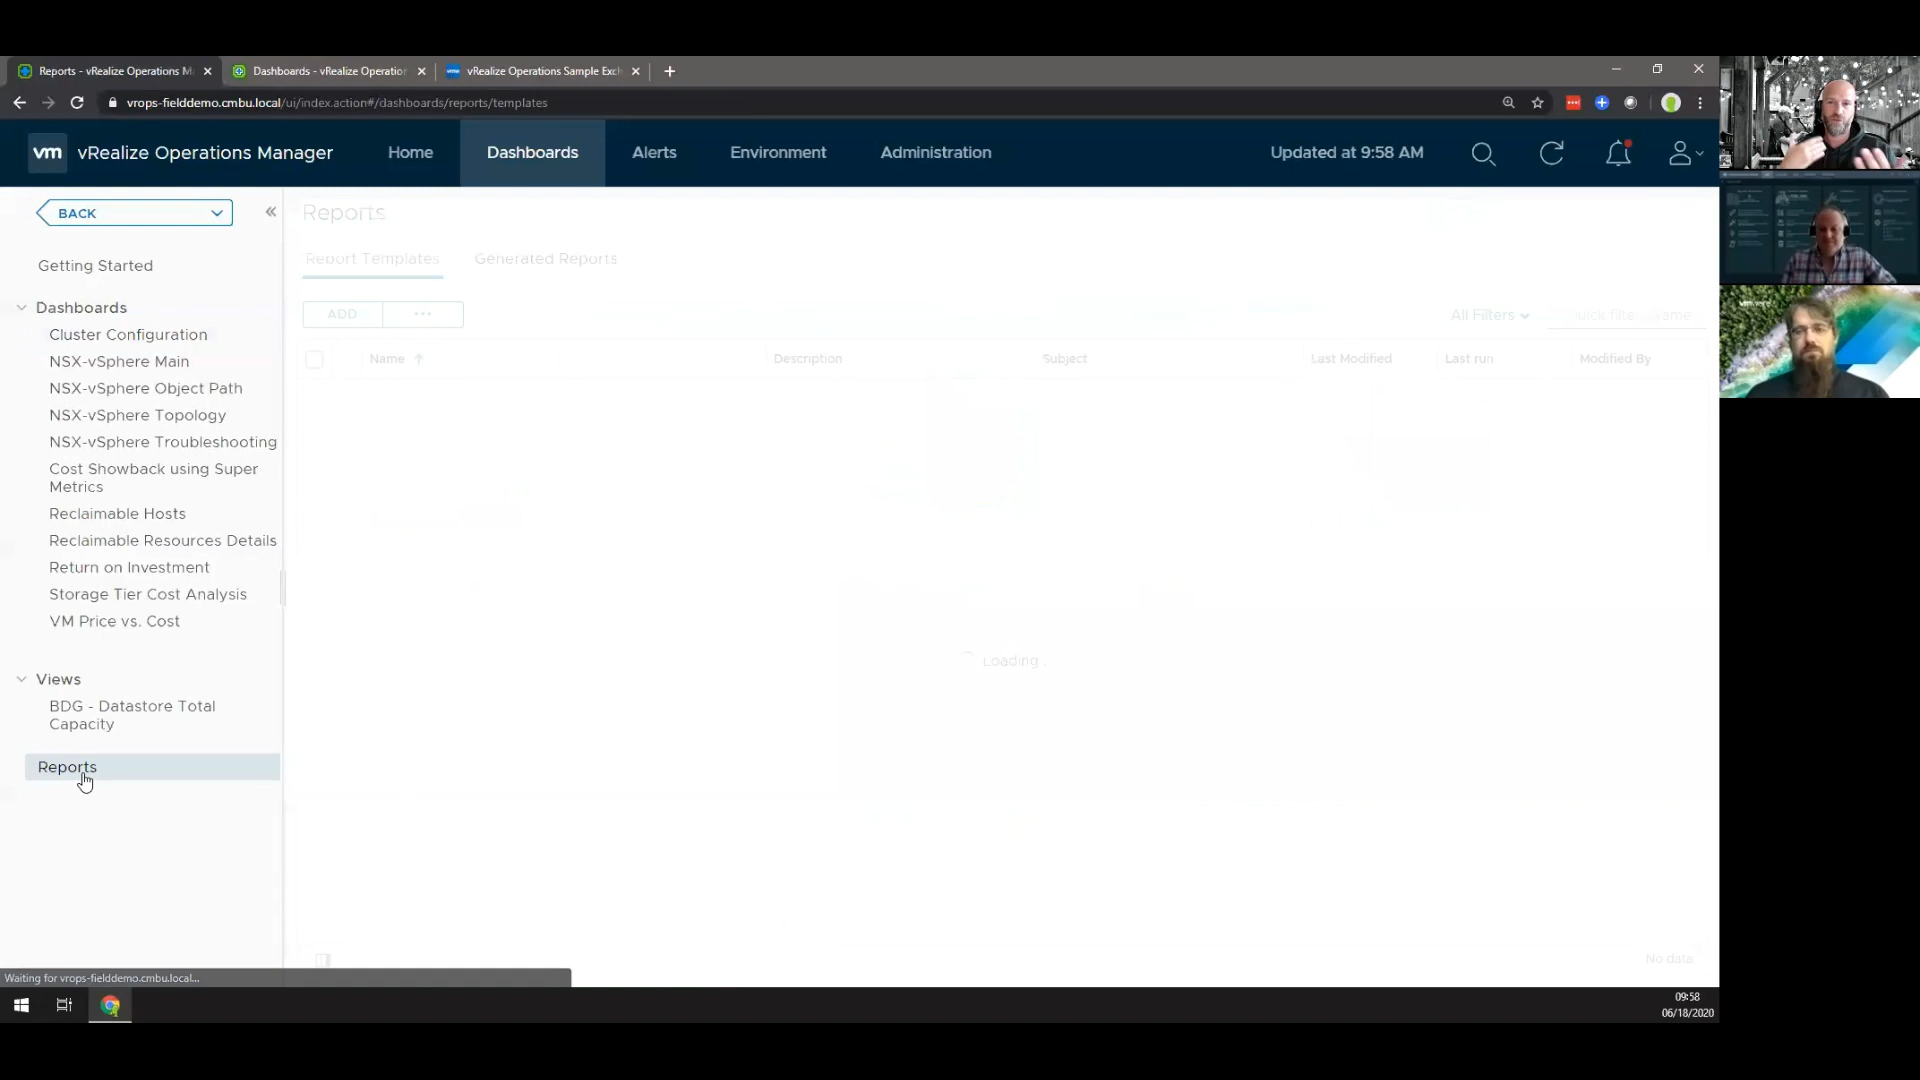 Reports - vRealize Operations M
Dashboards - vRealize Operation
vRealize Operations Sample Exch
vrops-fielddemo.cmbu.local/ui/index.action#/dashboards/reports/templates
vm vRealize Operations Manager
Home
Dashboards
Alerts
Environment
Administration
Updated at 9:58 AM
BACK
Getting Started
Dashboards
Cluster Configuration
NSX-vSphere Main
NSX-vSphere Object Path
NSX-vSphere Topology
NSX-vSphere Troubleshooting
Cost Showback using Super
Metrics
Reclaimable Hosts
Reclaimable Resources Details
Return on Investment
Storage Tier Cost Analysis
VM Price vs. Cost
Views
BDG - Datastore Total
Capacity
Reports
Reports
Report Templates
Generated Reports
ADD
All Filters
Name
Description
Subject
Last Modified
Last run
Modified By
Loading .
No data
Waiting for vrops-fielddemo.cmbu.local...
09:58
06/18/2020